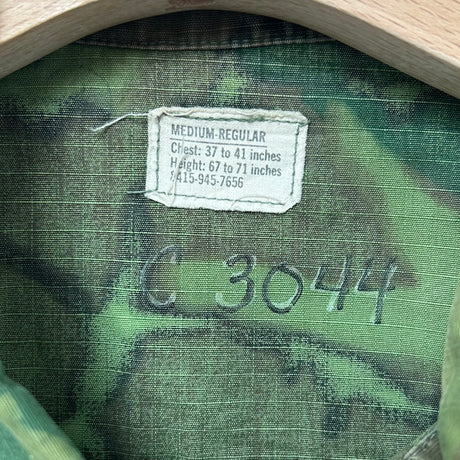 MEDIUM-REGULAR
Chest: 37 to 41 inches
Height: 67 to 71 inches
8415-945-7656
C 3044